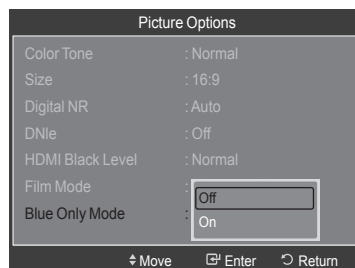 Picture Options
Color Tone : Normal
Size : 16:9
Digital NR : Auto
DNIe : Off
HDMI Black Level : Normal
Film Mode :
Off
Blue Only Mode :
On
Move Enter Return